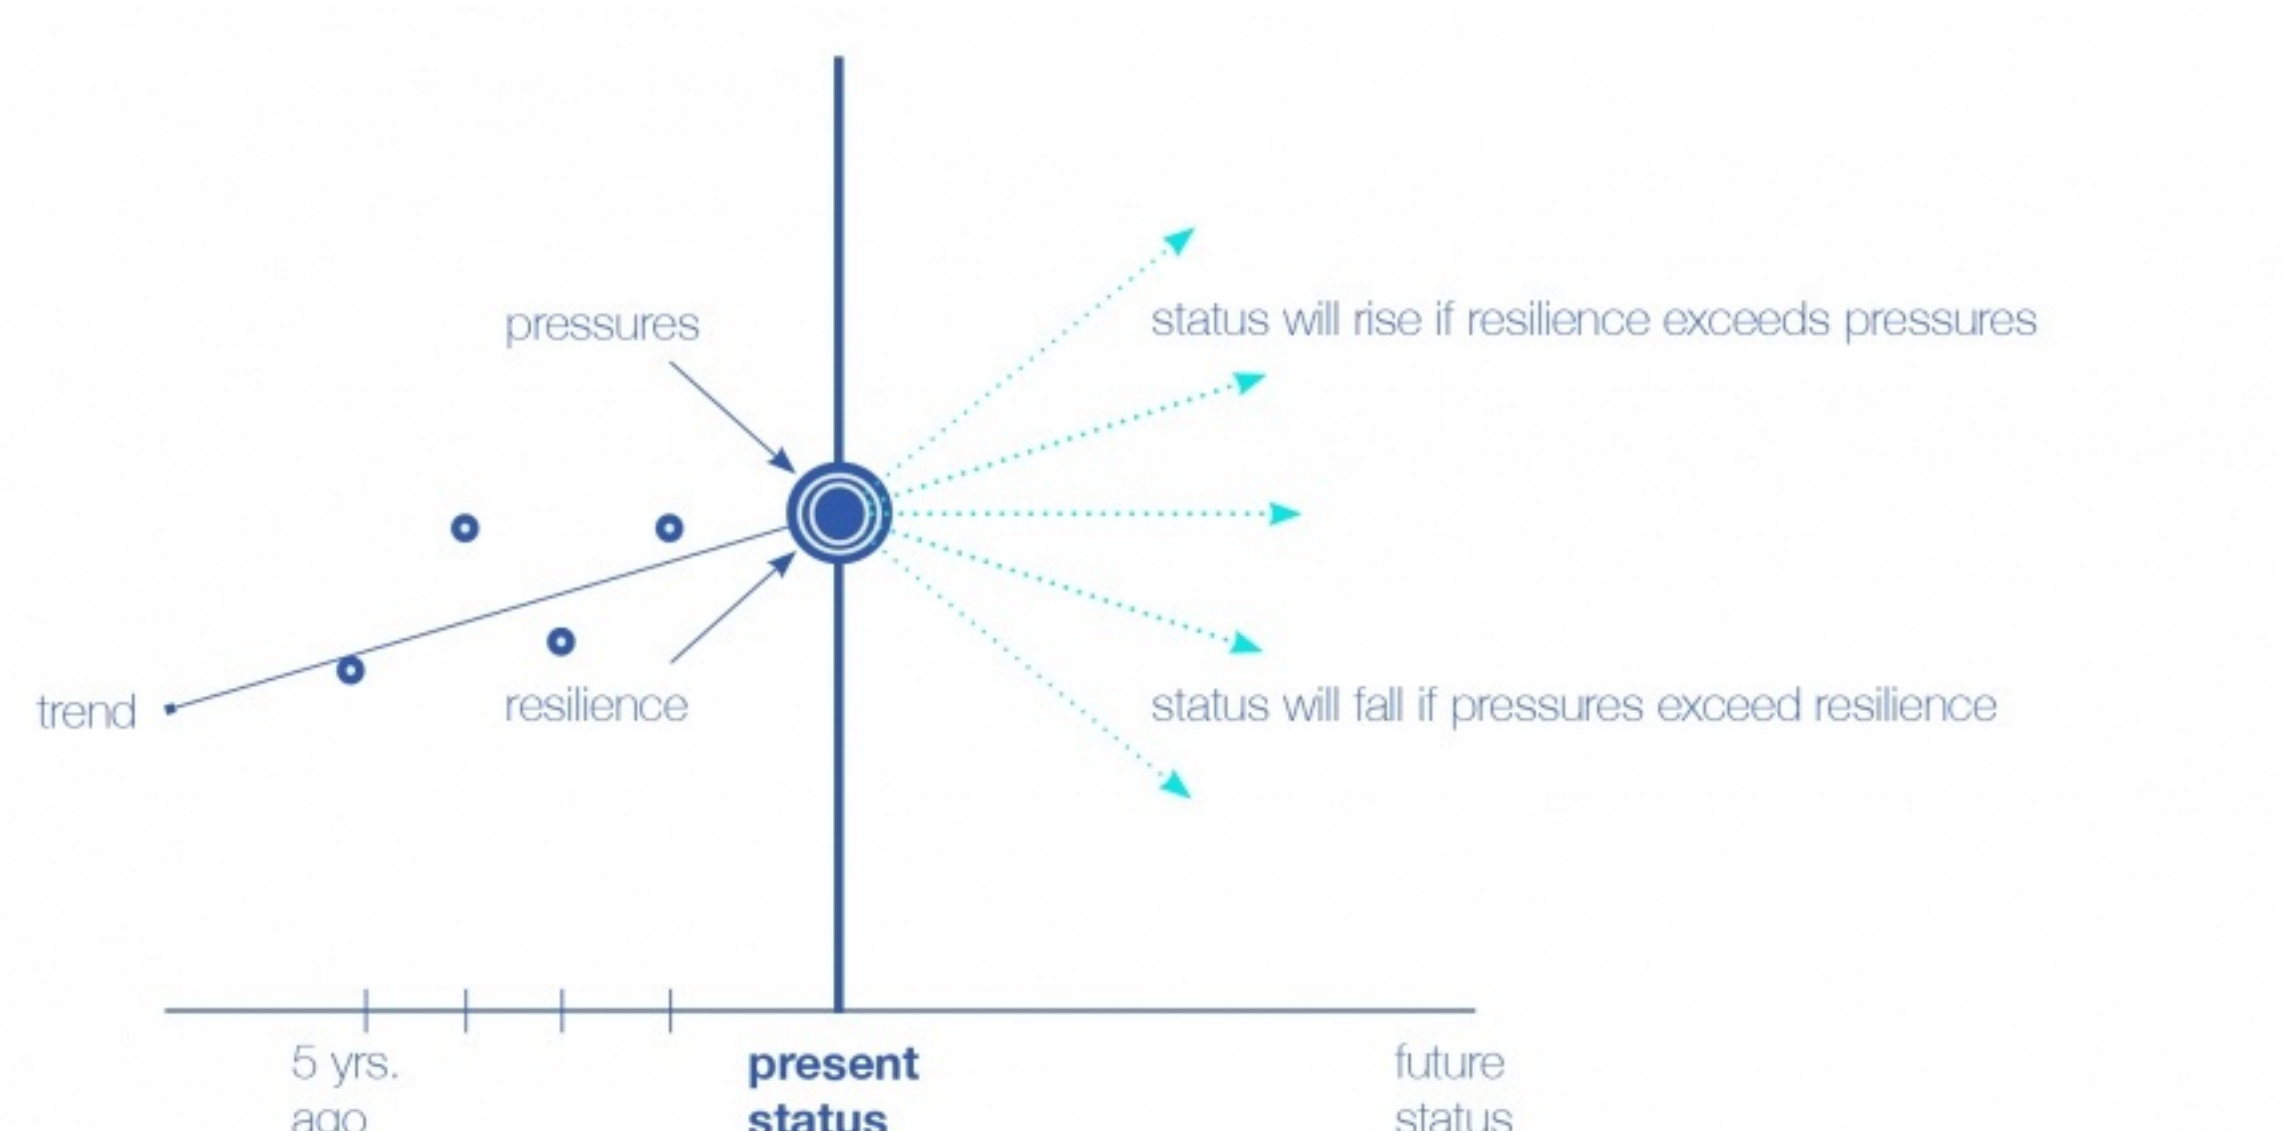 pressures
status will rise if resilience exceeds pressures
trend
resilience
status will fall if pressures exceed resilience
5 yrs.
ago
present
status
future
status